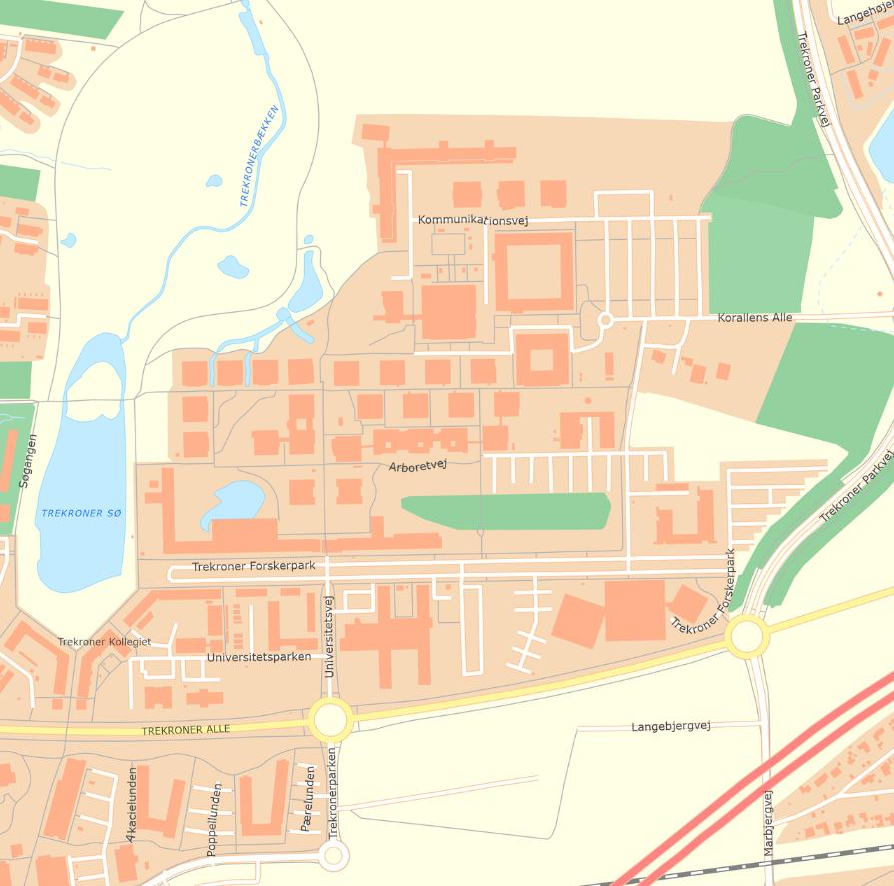 Langehøje
Trekroner Parkvej
TREKRONERBÆKKEN
Kommunikationsvej
Korallens Alle
Søgangen
Arboretvej
Trekroner Parkvej
TREKRONER SØ
Trekroner Forskerpark
Trekroner Forskerpark
Universitetsvej
Trekroner Kollegiet
Universitetsparken
TREKRONER ALLE
Langebjergvej
Akacielunden
Poppellunden
Pærelunden
Trekronerparken
Marbjergvej